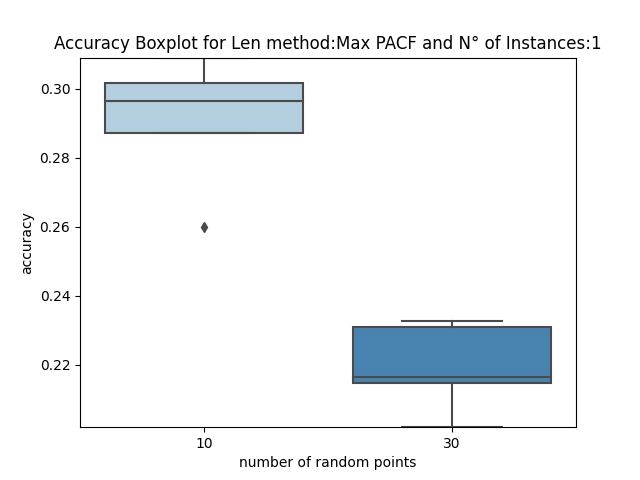 Accuracy Boxplot for Len method:Max PACF and N° of Instances:1
0.30
0.28
0.26
0.24
0.22
accuracy
10
30
number of random points